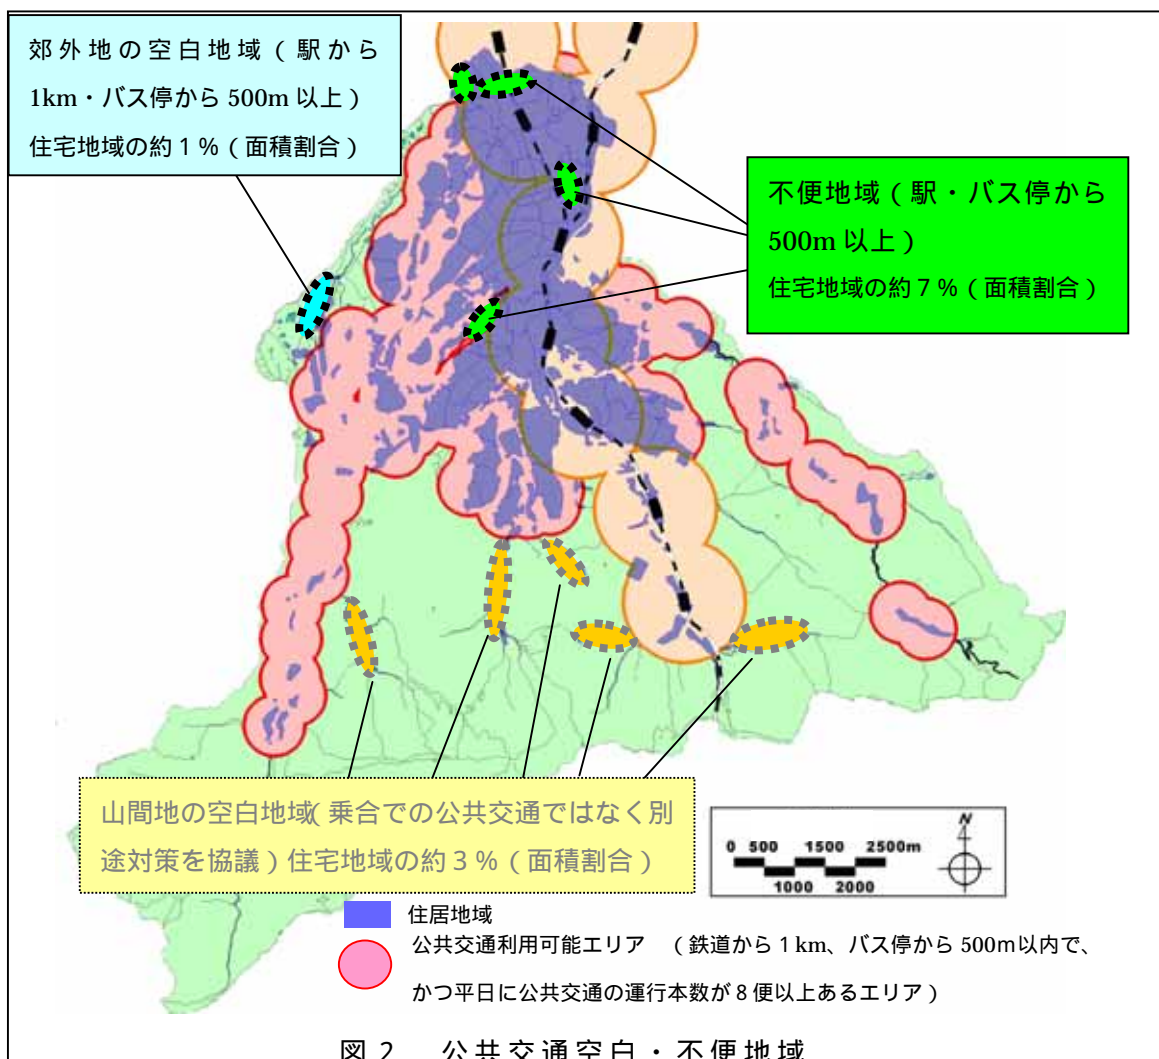 郊外地の空白地域（駅から
1km・バス停から 500m 以上）
住宅地域の約１％（面積割合）
不便地域（駅・バス停から
500m 以上）
住宅地域の約７％（面積割合）
山間地の空白地域（乗合での公共交通ではなく別
途対策を協議）住宅地域の約３％（面積割合）
N
0 500 1500 2500m
1000 2000
住居地域
公共交通利用可能エリア （鉄道から１km、バス停から 500m以内で、
かつ平日に公共交通の運行本数が８便以上あるエリア）
図２ 公共交通空白・不便地域